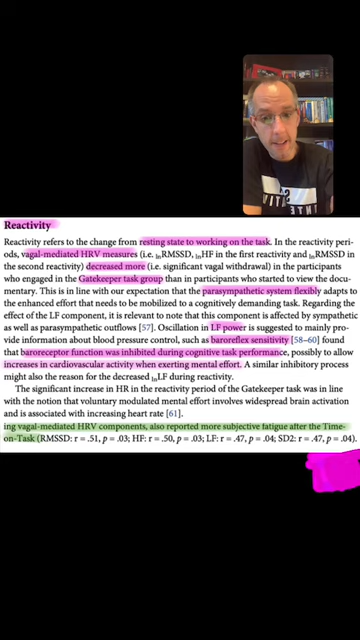 Reactivity
Reactivity refers to the change from resting state to working on the task. In the reactivity peri-
ods, vagal-mediated HRV measures (i.e. lnRMSSD, lnHF in the first reactivity and lnRMSSD in
the second reactivity) decreased more (i.e. significant vagal withdrawal) in the participants
who engaged in the Gatekeeper task group than in participants who started to view the docu-
mentary. This is in line with our expectation that the parasympathetic system flexibly adapts to
the enhanced effort that needs to be mobilized to a cognitively demanding task. Regarding the
effect of the LF component, it is relevant to note that this component is affected by sympathetic
as well as parasympathetic outflows [57]. Oscillation in LF power is suggested to mainly pro-
vide information about blood pressure control, such as baroreflex sensitivity [58–60] found
that baroreceptor function was inhibited during cognitive task performance, possibly to allow
increases in cardiovascular activity when exerting mental effort. A similar inhibitory process
might also the reason for the decreased lnLF during reactivity.
The significant increase in HR in the reactivity period of the Gatekeeper task was in line
with the notion that voluntary modulated mental effort involves widespread brain activation
and is associated with increasing heart rate [61].
ing vagal-mediated HRV components, also reported more subjective fatigue after the Time-
on-Task (RMSSD: r = .51, p = .03; HF: r = .50, p = .03; LF: r = .47, p = .04; SD2: r = .47, p = .04).